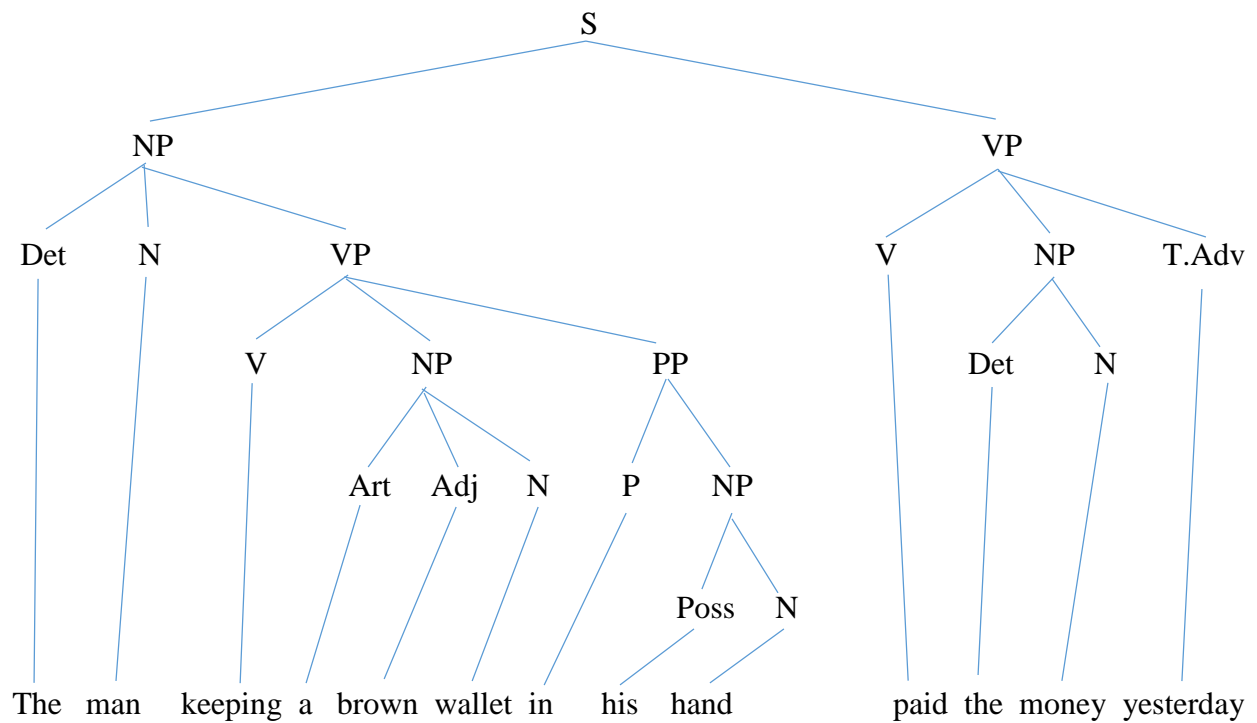 S
NP VP
Det N VP V NP T.Adv
V NP PP Det N
Art Adj N P NP
Poss N
The man keeping a brown wallet in his hand paid the money yesterday